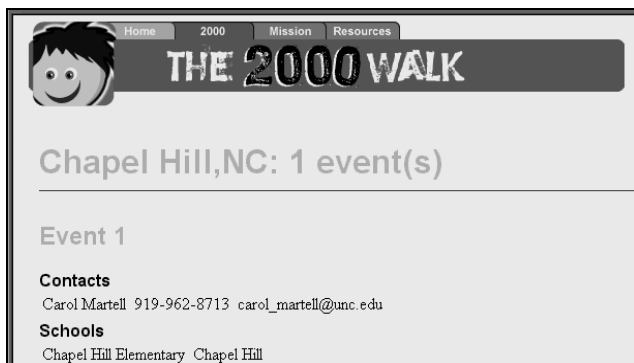 Home 2000 Mission Resources
THE 2000 WALK
Chapel Hill,NC: 1 event(s)
Event 1
Contacts
Carol Martell 919-962-8713 carol_martell@unc.edu
Schools
Chapel Hill Elementary Chapel Hill